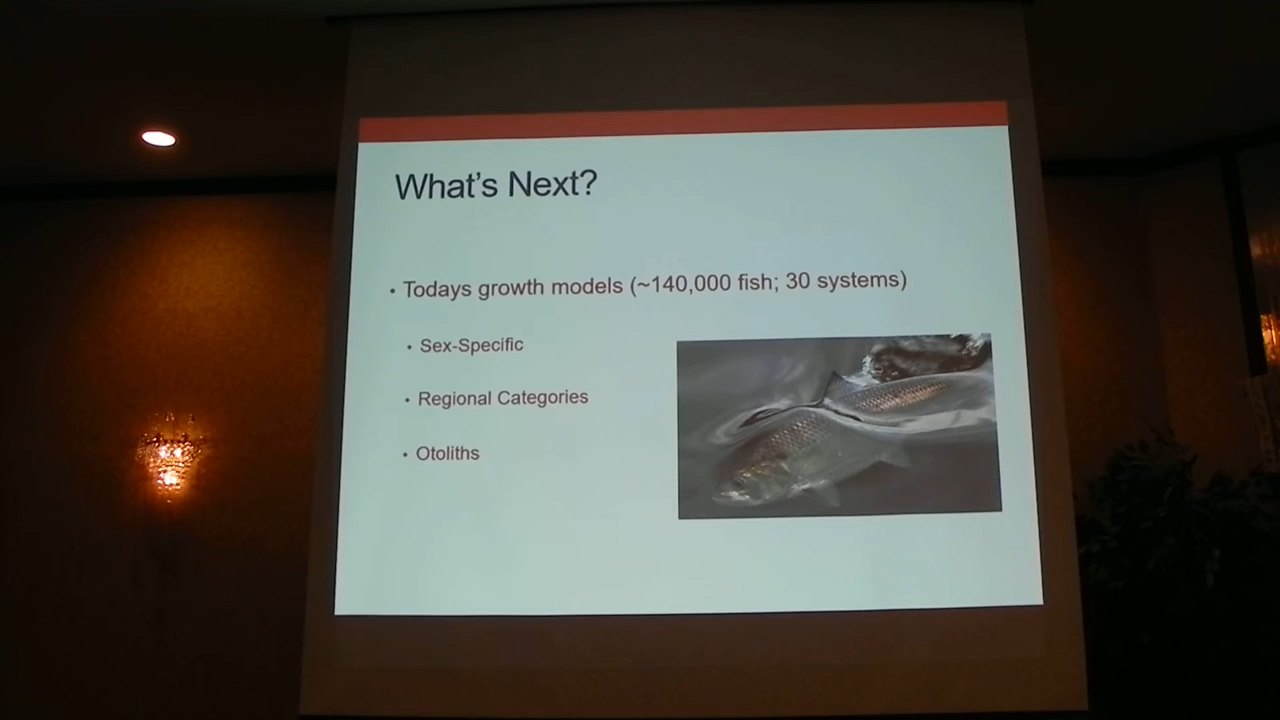 What's Next?
• Todays growth models (~140,000 fish; 30 systems)
• Sex-Specific
• Regional Categories
• Otoliths